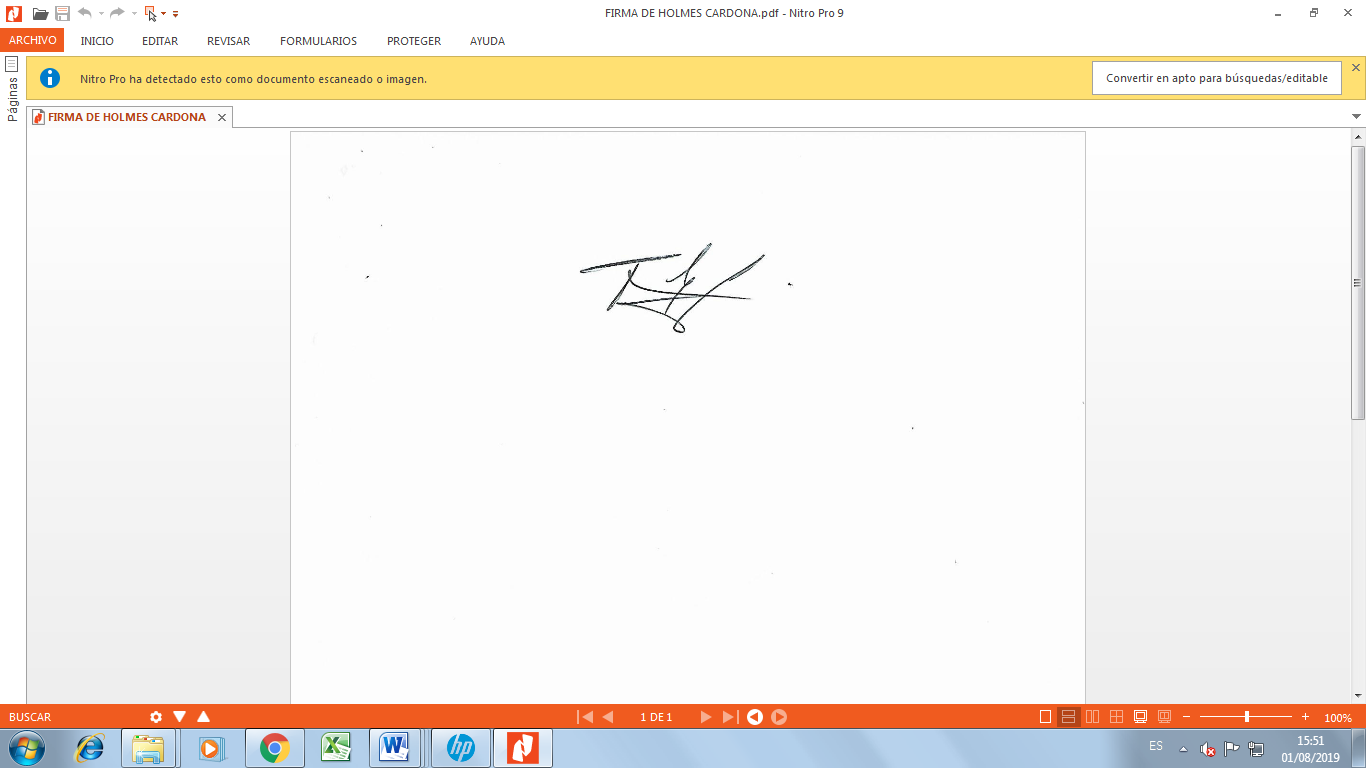 FIRMA DE HOLMES CARDONA.pdf - Nitro Pro 9
ARCHIVO INICIO EDITAR REVISAR FORMULARIOS PROTEGER AYUDA
Páginas
Nitro Pro ha detectado esto como documento escaneado o imagen.
Convertir en apto para búsquedas/editable
FIRMA DE HOLMES CARDONA
BUSCAR
1 DE 1
100%
ES
15:51
01/08/2019